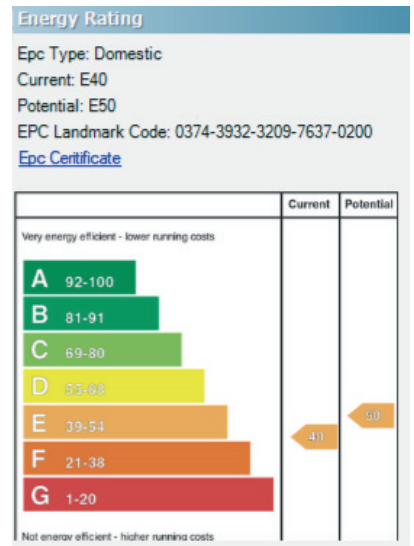 Energy Rating
Epc Type: Domestic
Current: E40
Potential: E50
EPC Landmark Code: 0374-3932-3209-7637-0200
Epc Ceritificate
Current Potential
Very energy efficient - lower running costs
A 92-100
B 81-91
C 69-80
D 55-68
E 39-54
F 21-38
G 1-20
40
50
Not energy efficient - higher running costs